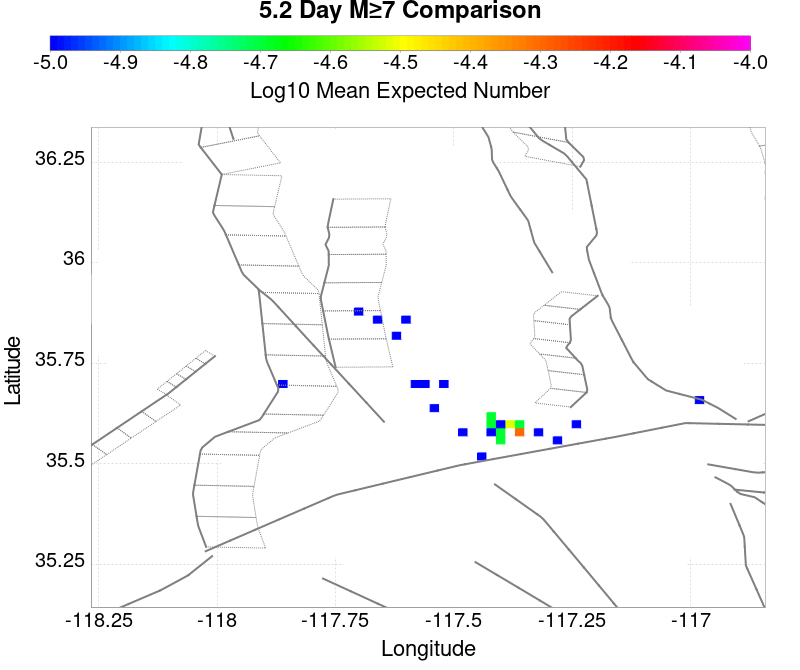 5.2 Day M≥7 Comparison
-5.0 -4.9 -4.8 -4.7 -4.6 -4.5 -4.4 -4.3 -4.2 -4.1 -4.0
Log10 Mean Expected Number
36.25
36
35.75
35.5
35.25
Latitude
-118.25 -118 -117.75 -117.5 -117.25 -117
Longitude